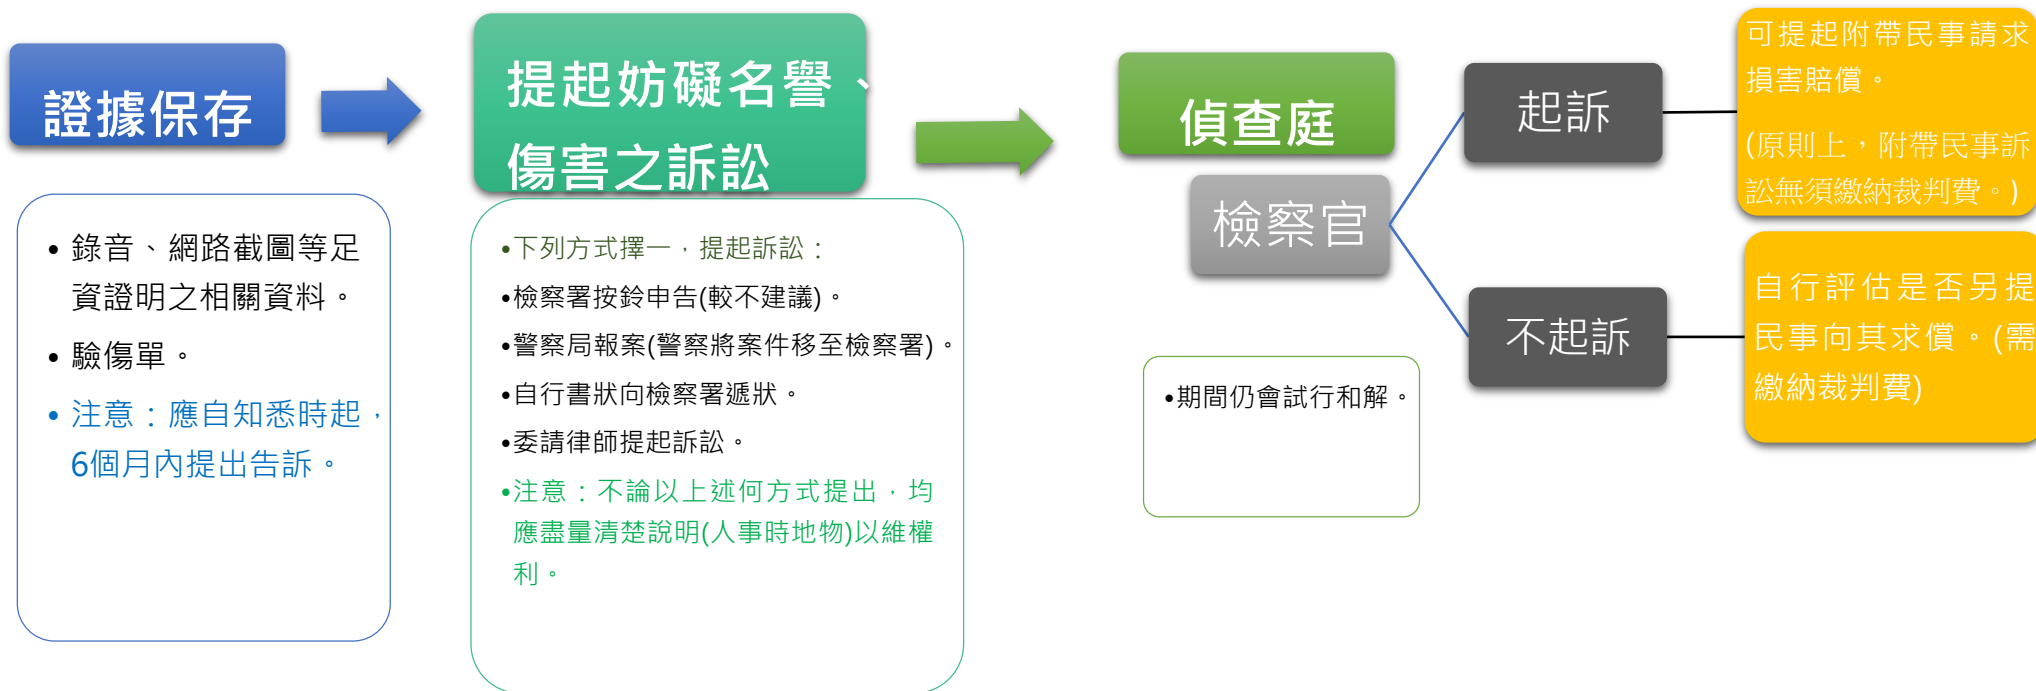 證據保存
• 錄音、網路截圖等足
資證明之相關資料。
• 驗傷單。
• 注意：應自知悉時起，
6個月內提出告訴。
提起妨礙名譽、
傷害之訴訟
•下列方式擇一，提起訴訟：
•檢察署按鈴申告(較不建議)。
•警察局報案(警察將案件移至檢察署)。
•自行書狀向檢察署遞狀。
•委請律師提起訴訟。
•注意：不論以上述何方式提出，均
應盡量清楚說明(人事時地物)以維權
利。
偵查庭
檢察官
•期間仍會試行和解。
起訴
可提起附帶民事請求
損害賠償。
(原則上，附帶民事訴
訟無須繳納裁判費。)
不起訴
自行評估是否另提
民事向其求償。(需
繳納裁判費)